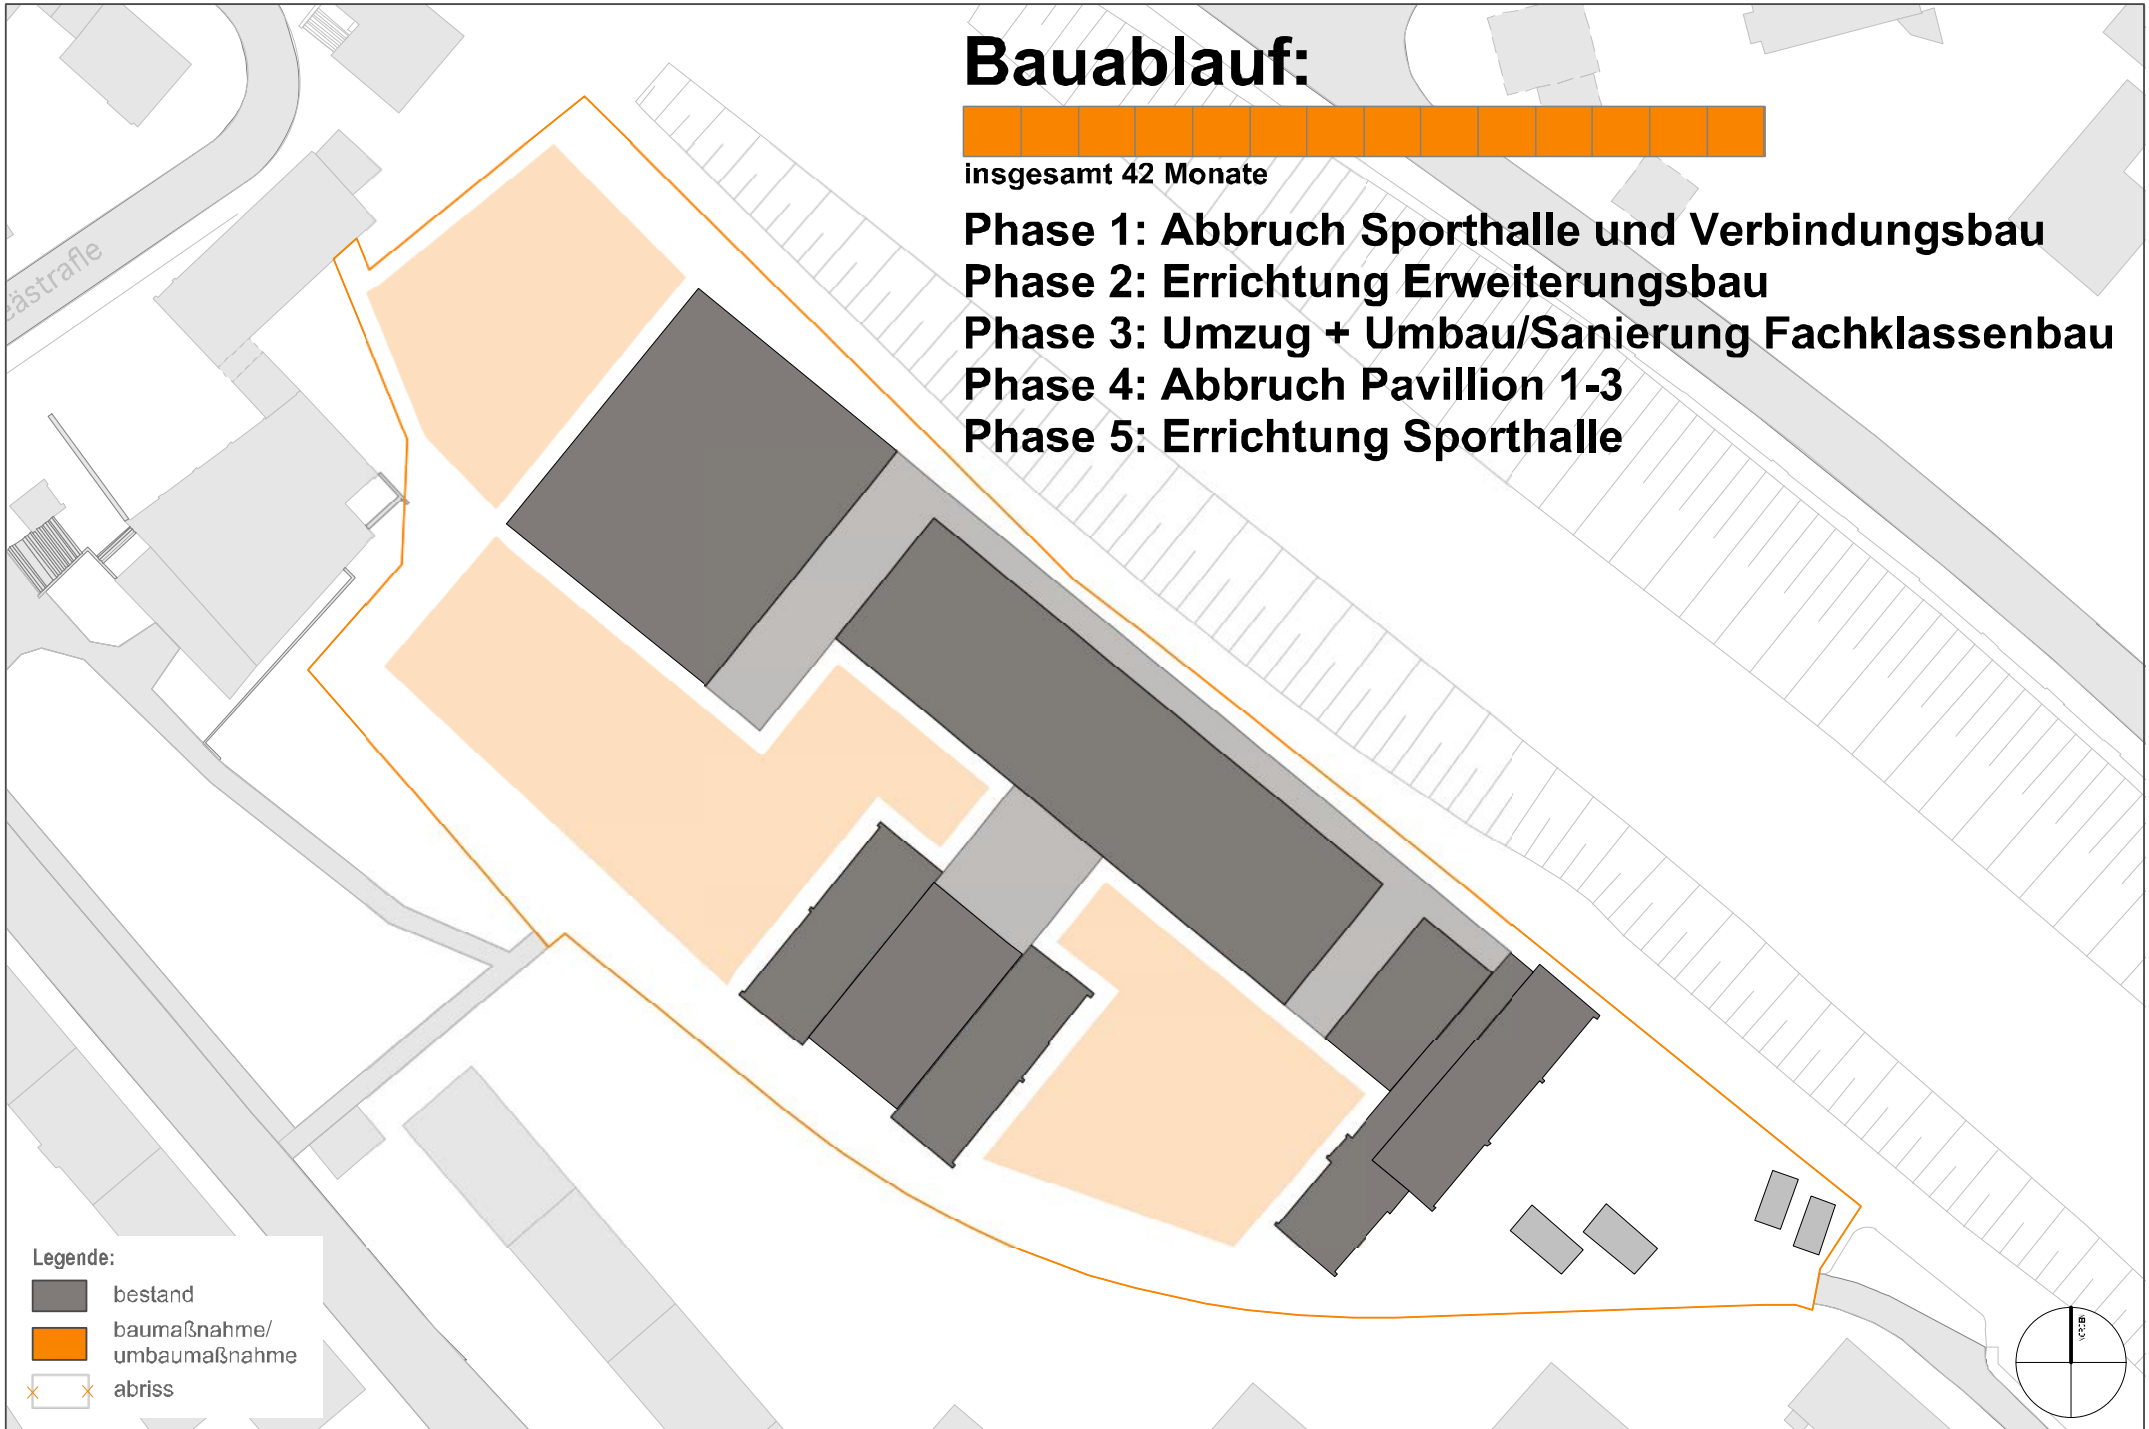 Bauablauf:
insgesamt 42 Monate
Phase 1: Abbruch Sporthalle und Verbindungsbau
Phase 2: Errichtung Erweiterungsbau
Phase 3: Umzug + Umbau/Sanierung Fachklassenbau
Phase 4: Abbruch Pavillion 1-3
Phase 5: Errichtung Sporthalle
Legende:
bestand
baumaßnahme/
umbaumaßnahme
abriss
NORDEN